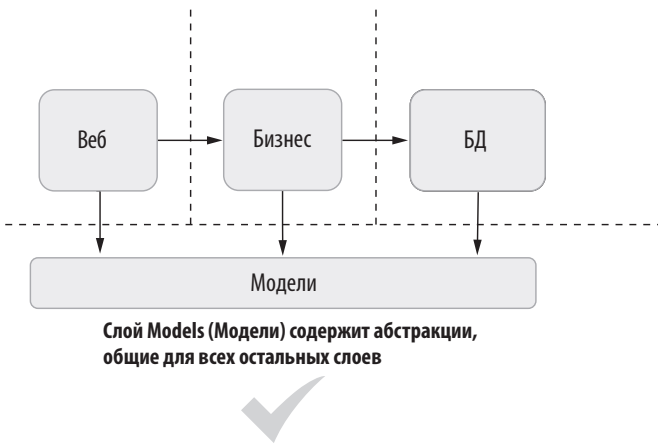 Веб
Бизнес
БД
Модели
Слой Models (Модели) содержит абстракции,
общие для всех остальных слоев